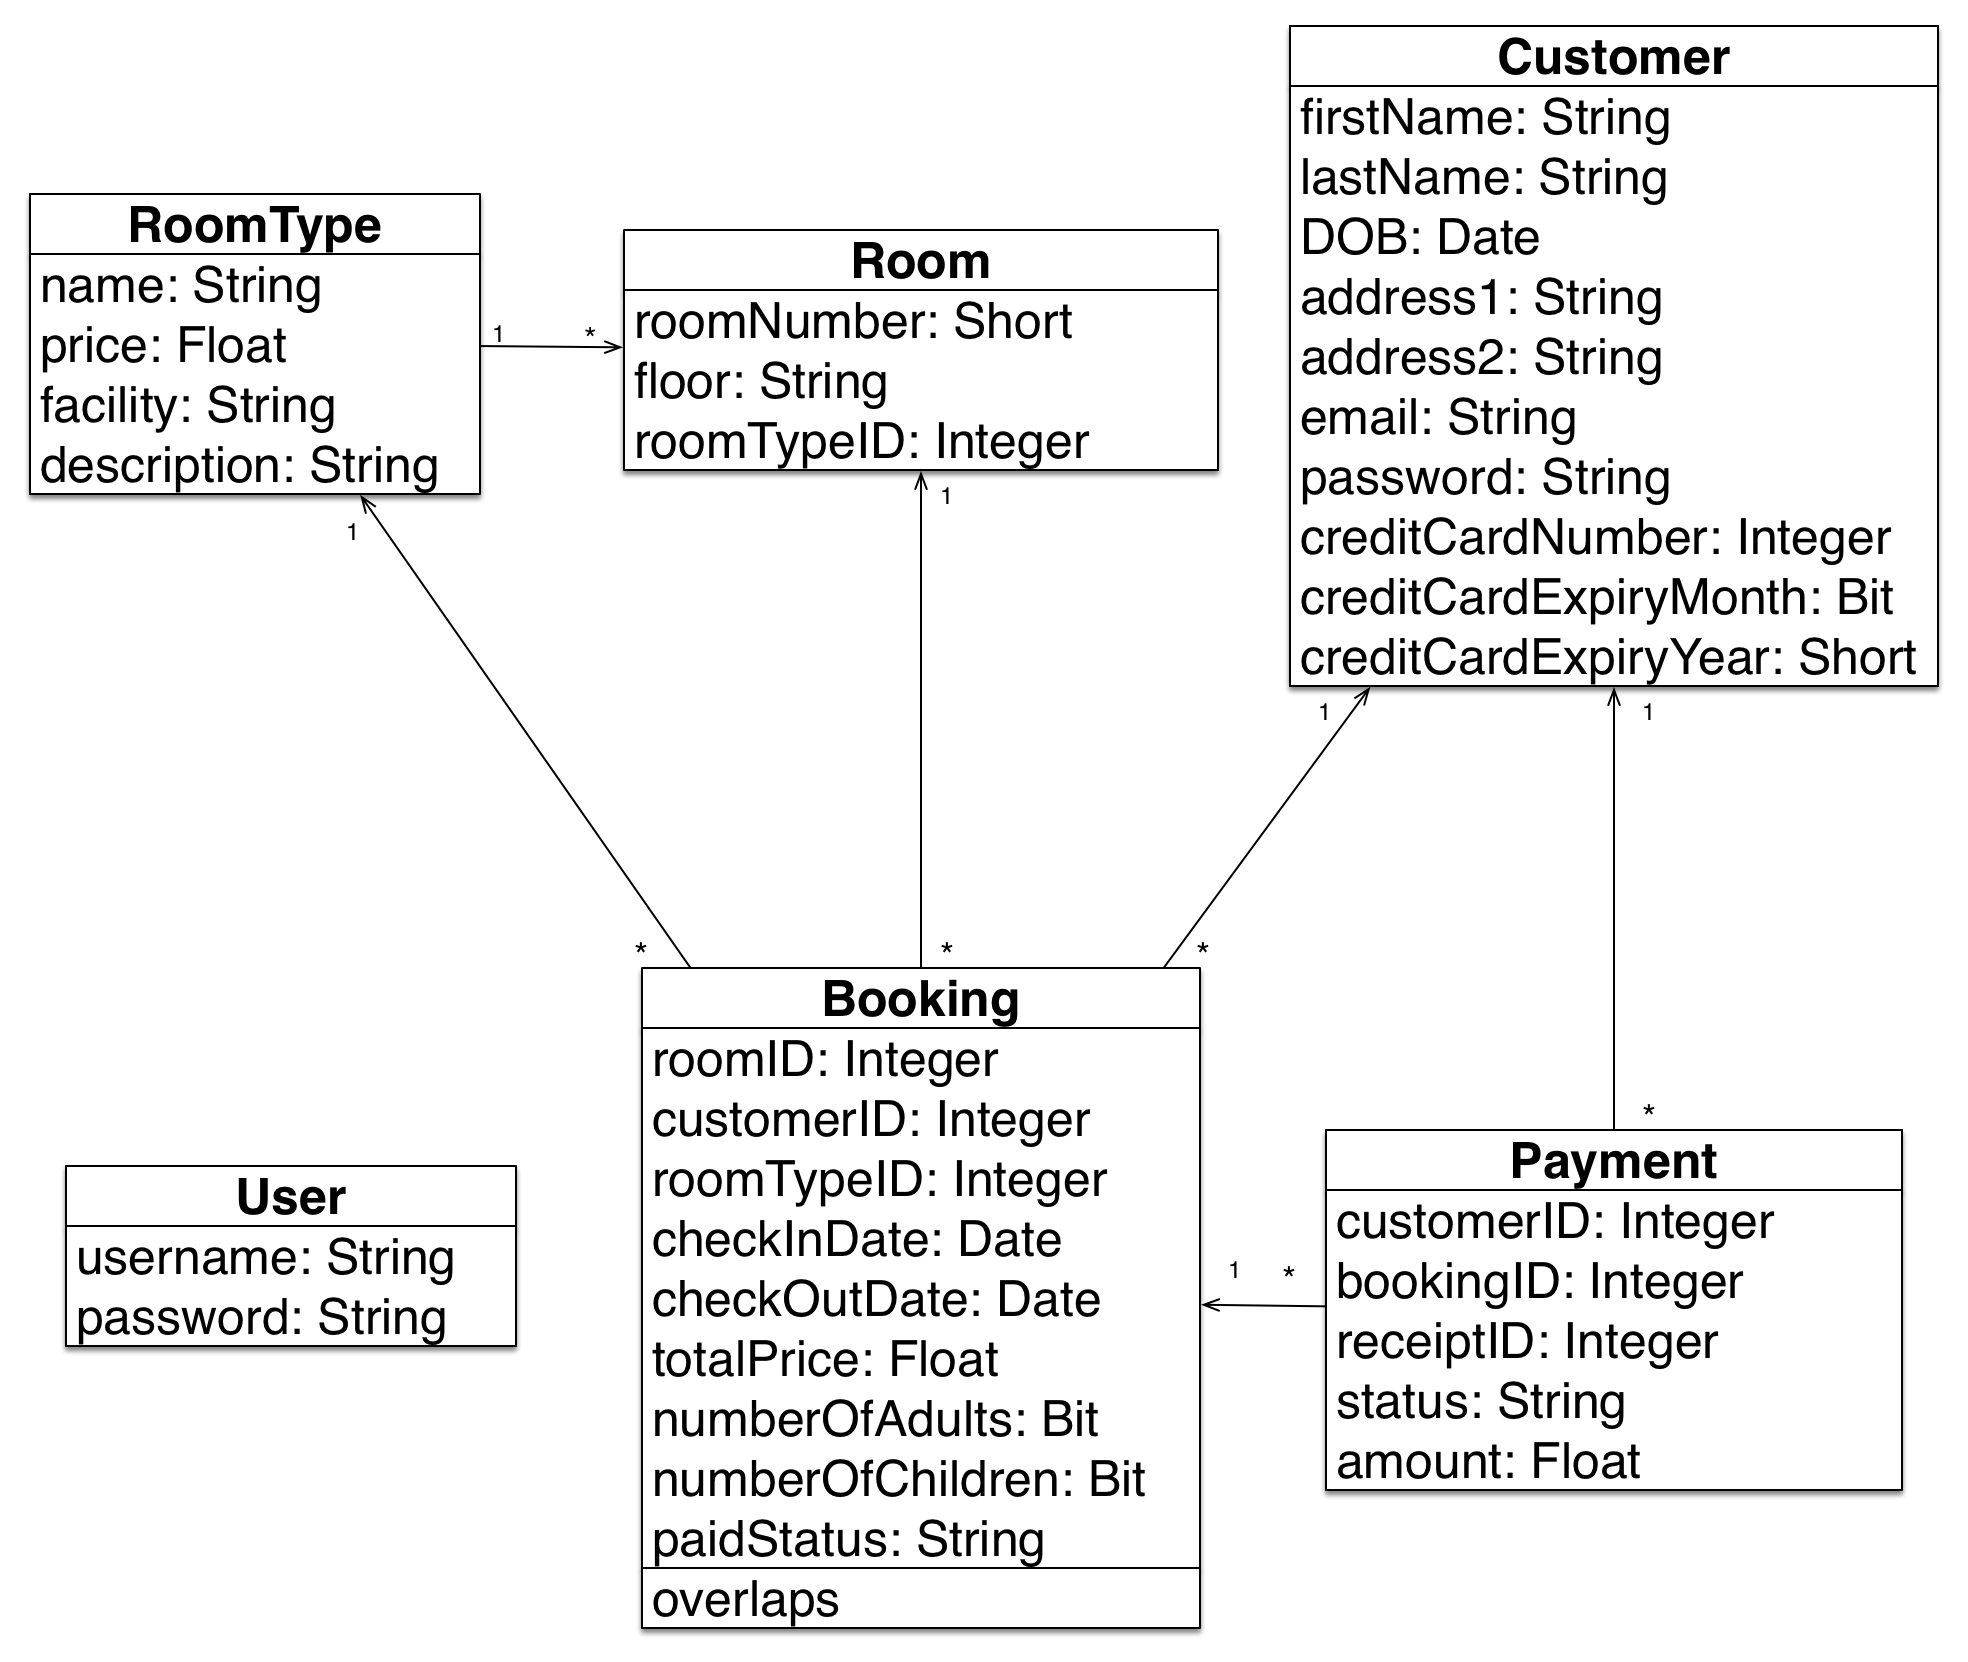 Customer
firstName: String
lastName: String
DOB: Date
address1: String
address2: String
email: String
password: String
creditCardNumber: Integer
creditCardExpiryMonth: Bit
creditCardExpiryYear: Short
RoomType
name: String
price: Float
facility: String
description: String
1
*
Room
roomNumber: Short
floor: String
roomTypeID: Integer
1
1
1
1
*
*
*
*
Booking
roomID: Integer
customerID: Integer
roomTypeID: Integer
checkInDate: Date
checkOutDate: Date
totalPrice: Float
numberOfAdults: Bit
numberOfChildren: Bit
paidStatus: String
overlaps
User
username: String
password: String
1
*
Payment
customerID: Integer
bookingID: Integer
receiptID: Integer
status: String
amount: Float